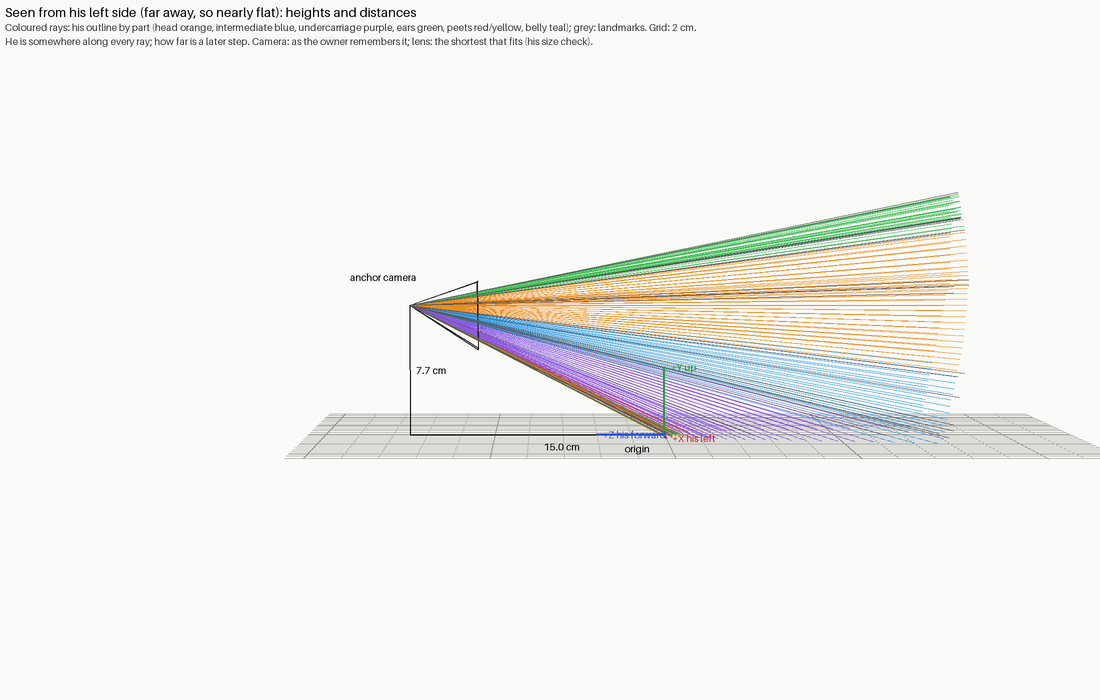 Seen from his left side (far away, so nearly flat): heights and distances
Coloured rays: his outline by part (head orange, intermediate blue, undercarriage purple, ears green, peets red/yellow, belly teal); grey: landmarks. Grid: 2 cm.
He is somewhere along every ray; how far is a later step. Camera: as the owner remembers it; lens: the shortest that fits (his size check).
anchor camera
7.7 cm
+Y up
+Z his forward
+X his left
15.0 cm
origin